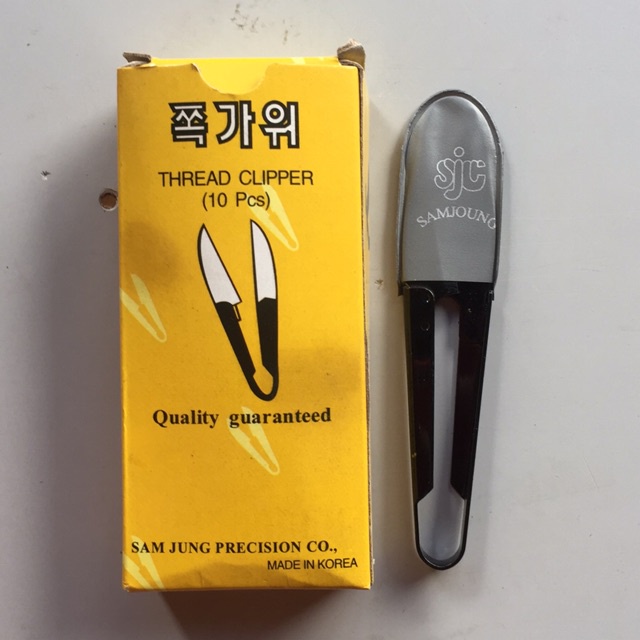 쪽가위
THREAD CLIPPER
(10 Pcs)
Quality guaranteed
SAM JUNG PRECISION CO.,
MADE IN KOREA
sjc
SAMJOUNG